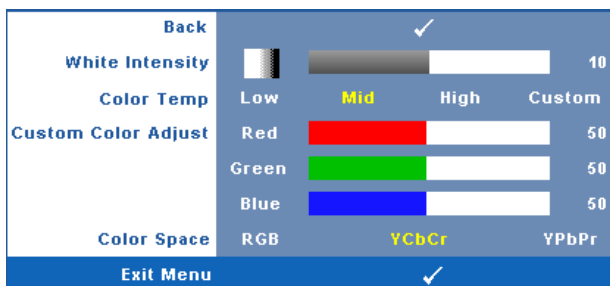 Back
White Intensity 10
Color Temp Low Mid High Custom
Custom Color Adjust Red 50
Green 50
Blue 50
Color Space RGB YCbCr YPbPr
Exit Menu